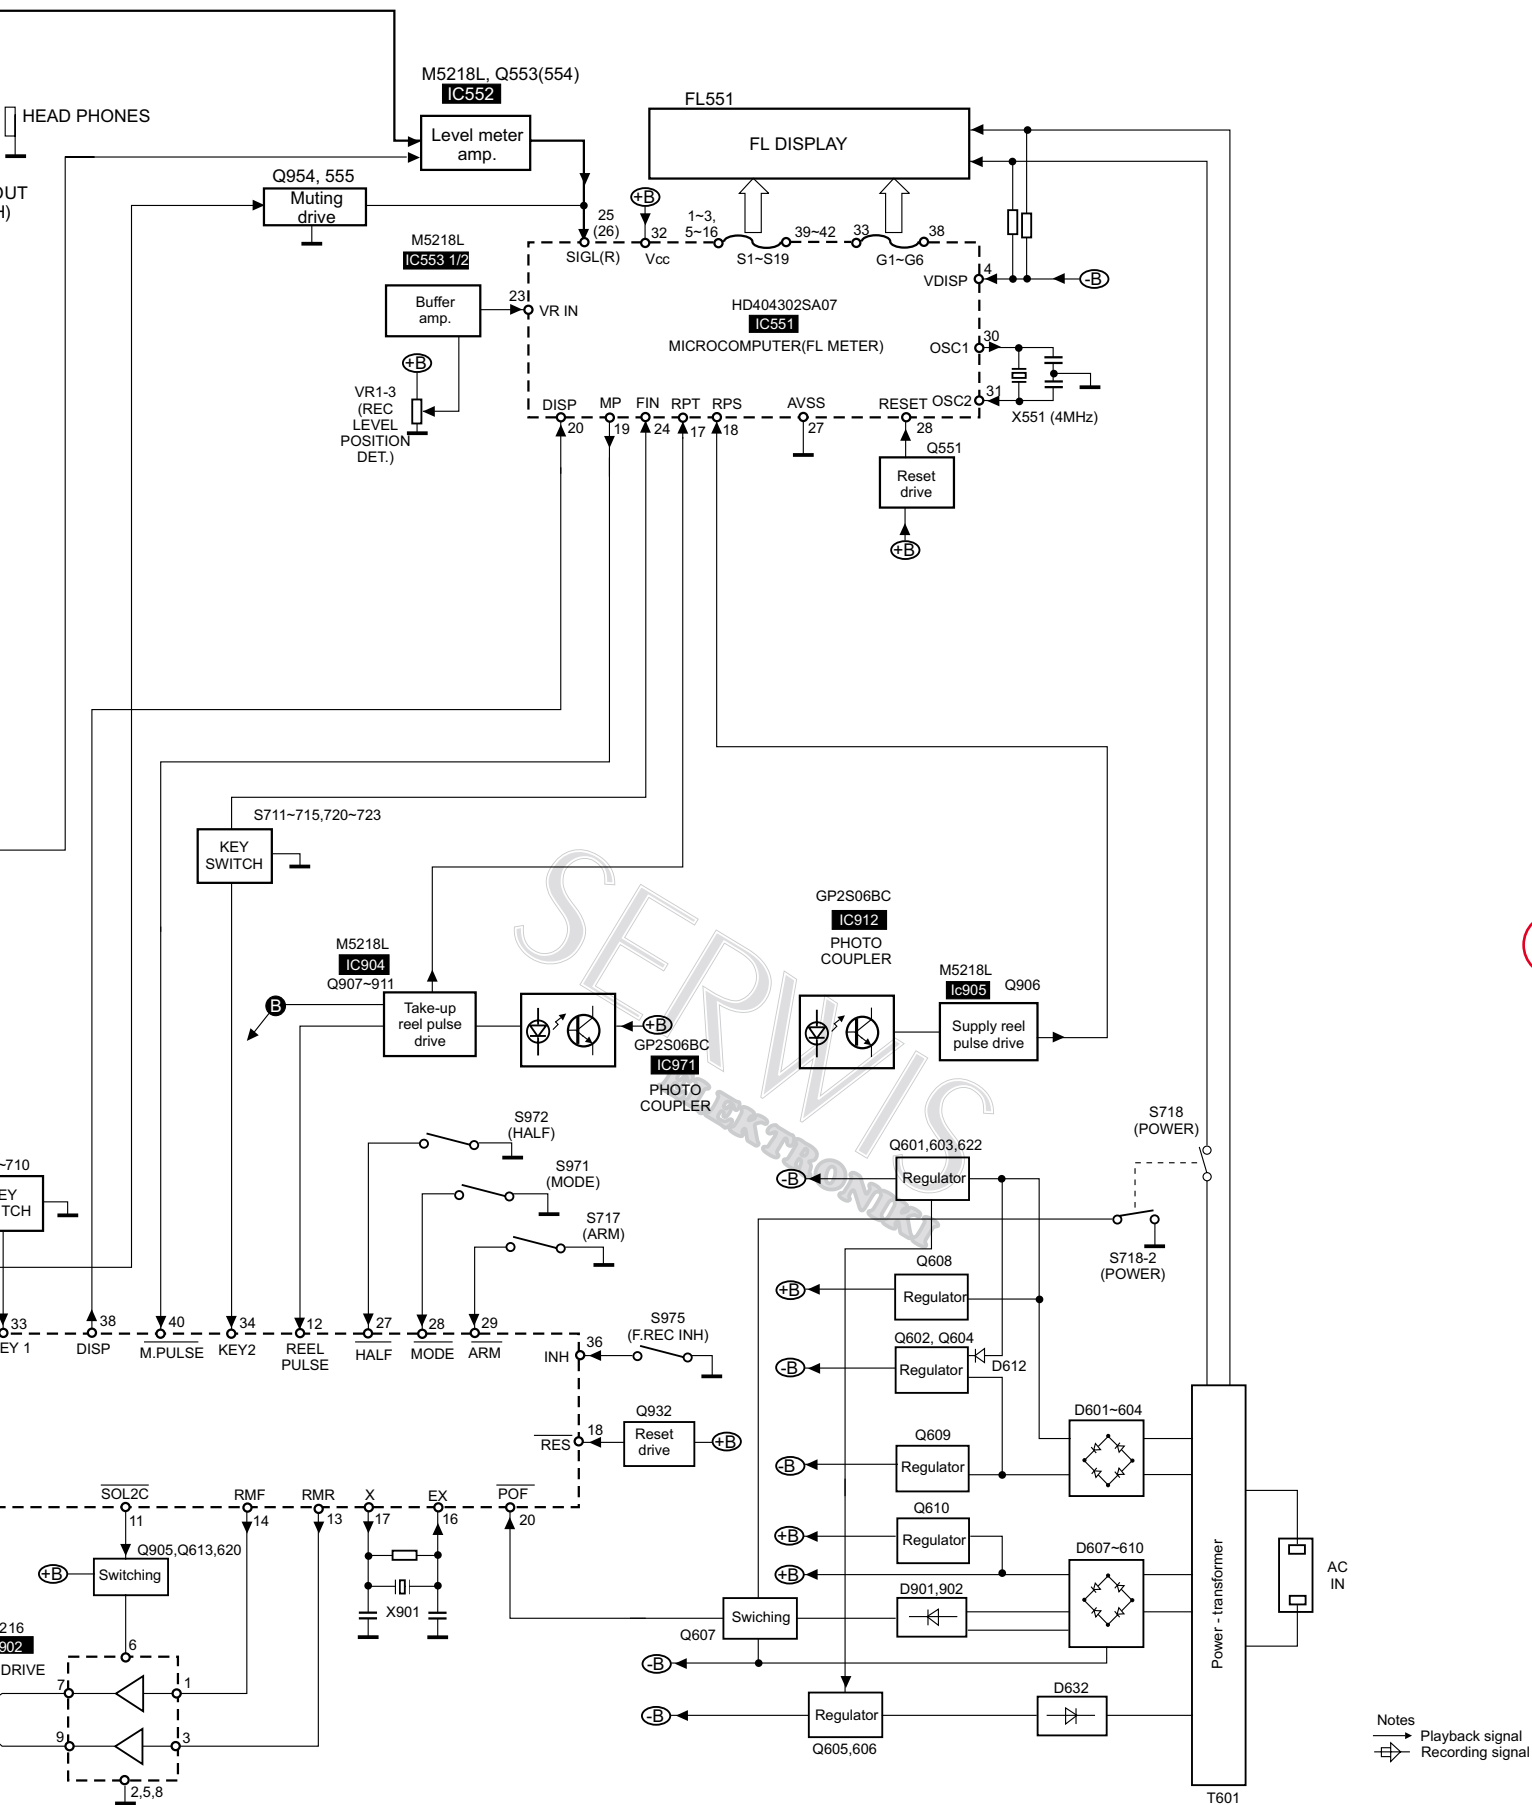 M5218L, Q553(554)
IC552
Level meter
amp.
HEAD PHONES
FL551
FL DISPLAY
Q954, 555
Muting
drive
OUT
H)
M5218L
IC553 1/2
Buffer
amp.
+B
25
(26)
SIGL(R)
+B
32
Vcc
1~3,
5~16
S1~S19
39~42
33
38
G1~G6
VDISP
4
-B
23
VR IN
HD404302SA07
IC551
MICROCOMPUTER(FL METER)
OSC1
30
OSC2
31
X551 (4MHz)
VR1-3
(REC
LEVEL
POSITION
DET.)
DISP
MP
FIN
RPT
RPS
AVSS
RESET
20
19
24
17
18
27
28
Q551
Reset
drive
+B
S711~715,720~723
KEY
SWITCH
SERWIS
ELEKTRONIKI
M5218L
IC904
Q907~911
Take-up
reel pulse
drive
B
+B
GP2S06BC
IC971
PHOTO
COUPLER
GP2S06BC
IC912
PHOTO
COUPLER
M5218L
Ic905
Q906
Supply reel
pulse drive
S972
(HALF)
S971
(MODE)
S717
(ARM)
S718
(POWER)
S718-2
(POWER)
~710
EY
TCH
Q601,603,622
Regulator
-B
Q608
Regulator
+B
Q602, Q604
Regulator
D612
-B
Q609
Regulator
-B
Q610
Regulator
+B
+B
33
38
40
34
12
27
28
29
EY 1
DISP
M.PULSE
KEY2
REEL
PULSE
HALF
MODE
ARM
INH
36
S975
(F.REC INH)
RES
18
Q932
Reset
drive
+B
D601~604
D607~610
SOL2C
RMF
RMR
X
EX
POF
11
14
13
17
16
20
Q905,Q613,620
Switching
+B
X901
D901,902
Swiching
Q607
-B
-B
Regulator
Q605,606
D632
Power - transformer
T601
AC
IN
216
902
DRIVE
6
7
1
9
3
2,5,8
Notes
Playback signal
Recording signal